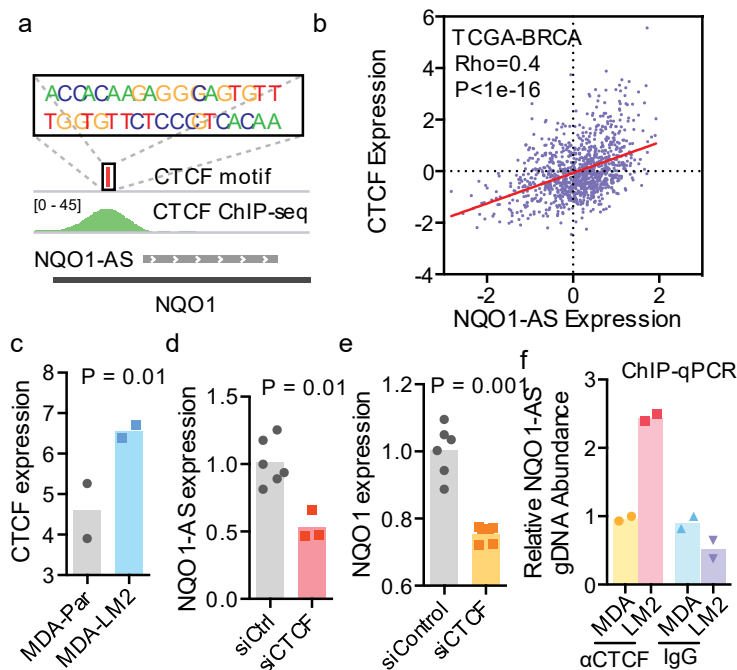 a
ACCACAAGAGGGCAGTGTT
TGGTGTTCTCCCGTCACAA
CTCF motif
[0 - 45]
CTCF ChIP-seq
NQO1-AS
NQO1
b
TCGA-BRCA
Rho=0.4
P<1e-16
CTCF Expression
6
4
2
0
-2
-4
-2
0
2
NQO1-AS Expression
c
P = 0.01
CTCF expression
8
7
6
5
4
3
MDA-Par
MDA-LM2
d
P = 0.01
NQO1-AS expression
1.5
1.0
0.5
0.0
siCtrl
siCTCF
e
P = 0.001
NQO1 expression
1.2
1.0
0.8
0.6
siControl
siCTCF
f
ChIP-qPCR
Relative NQO1-AS
gDNA Abundance
3
2
1
0
MDA
LM2
MDA
LM2
αCTCF
IgG